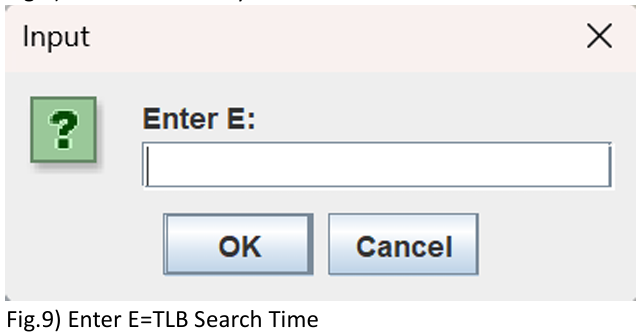 Input
Enter E:
OK
Cancel
Fig.9) Enter E=TLB Search Time